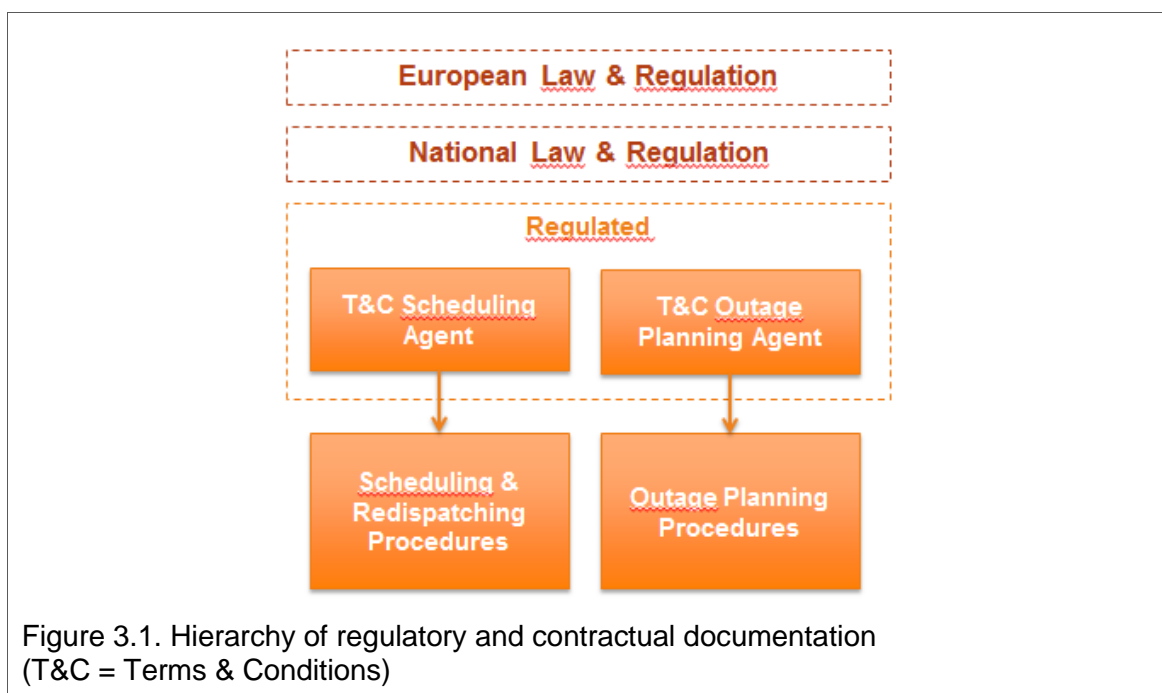 European Law & Regulation
National Law & Regulation
Regulated
T&C Scheduling
Agent
T&C Outage
Planning Agent
Scheduling &
Redispatching
Procedures
Outage Planning
Procedures
Figure 3.1. Hierarchy of regulatory and contractual documentation
(T&C = Terms & Conditions)